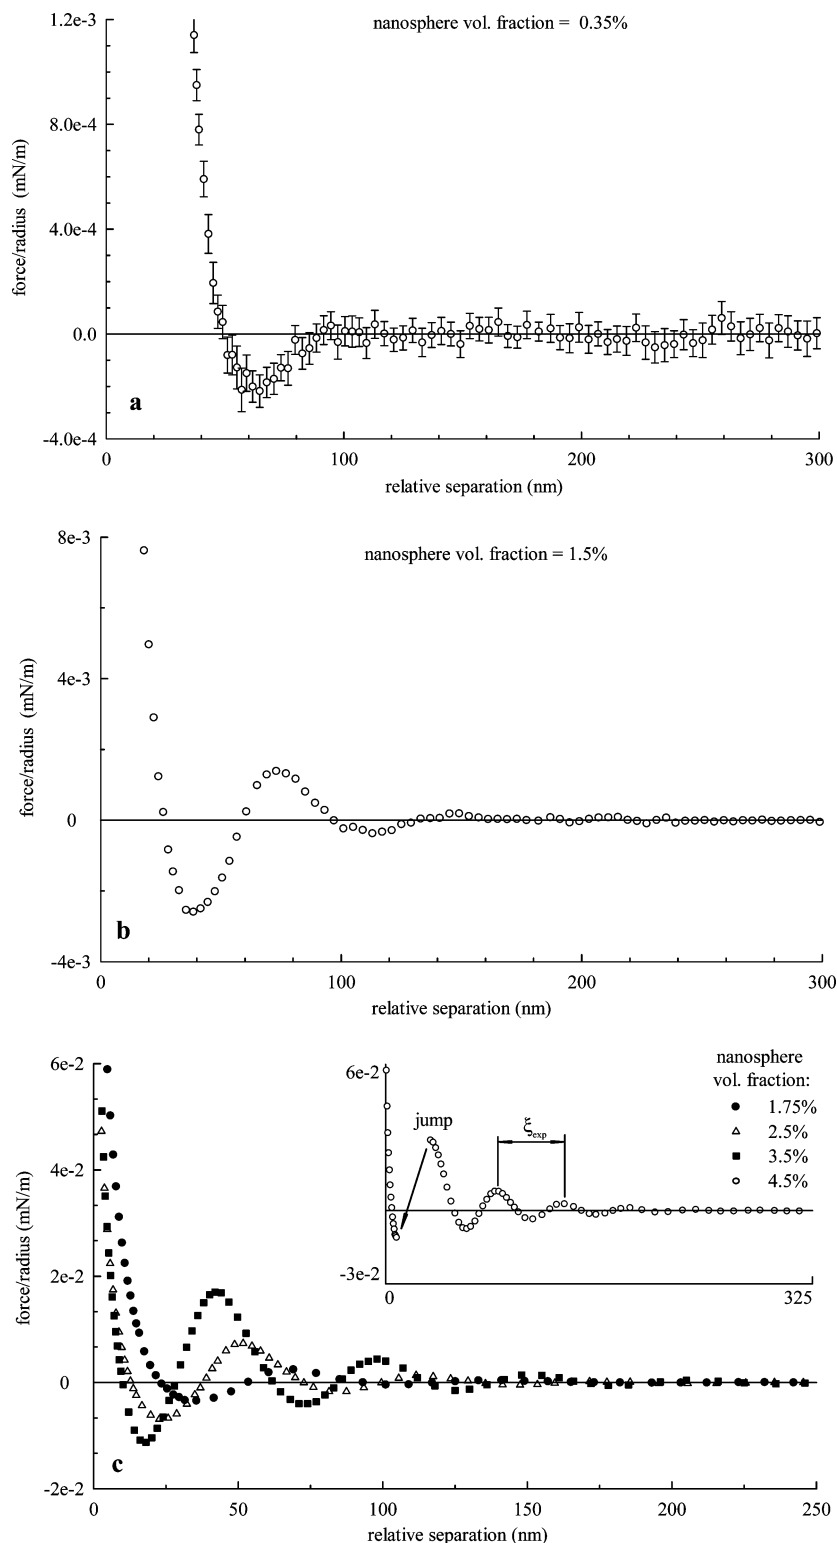 nanosphere vol. fraction = 0.35%
1.2e-3
8.0e-4
4.0e-4
0.0
-4.0e-4
force/radius (mN/m)
a
0 100 200 300
relative separation (nm)
nanosphere vol. fraction = 1.5%
8e-3
4e-3
0
-4e-3
force/radius (mN/m)
b
0 100 200 300
relative separation (nm)
6e-2
4e-2
2e-2
0
-2e-2
force/radius (mN/m)
c
0 50 100 150 200 250
relative separation (nm)
nanosphere
vol. fraction:
1.75%
2.5%
3.5%
4.5%
6e-2
jump
ξexp
-3e-2
0 325